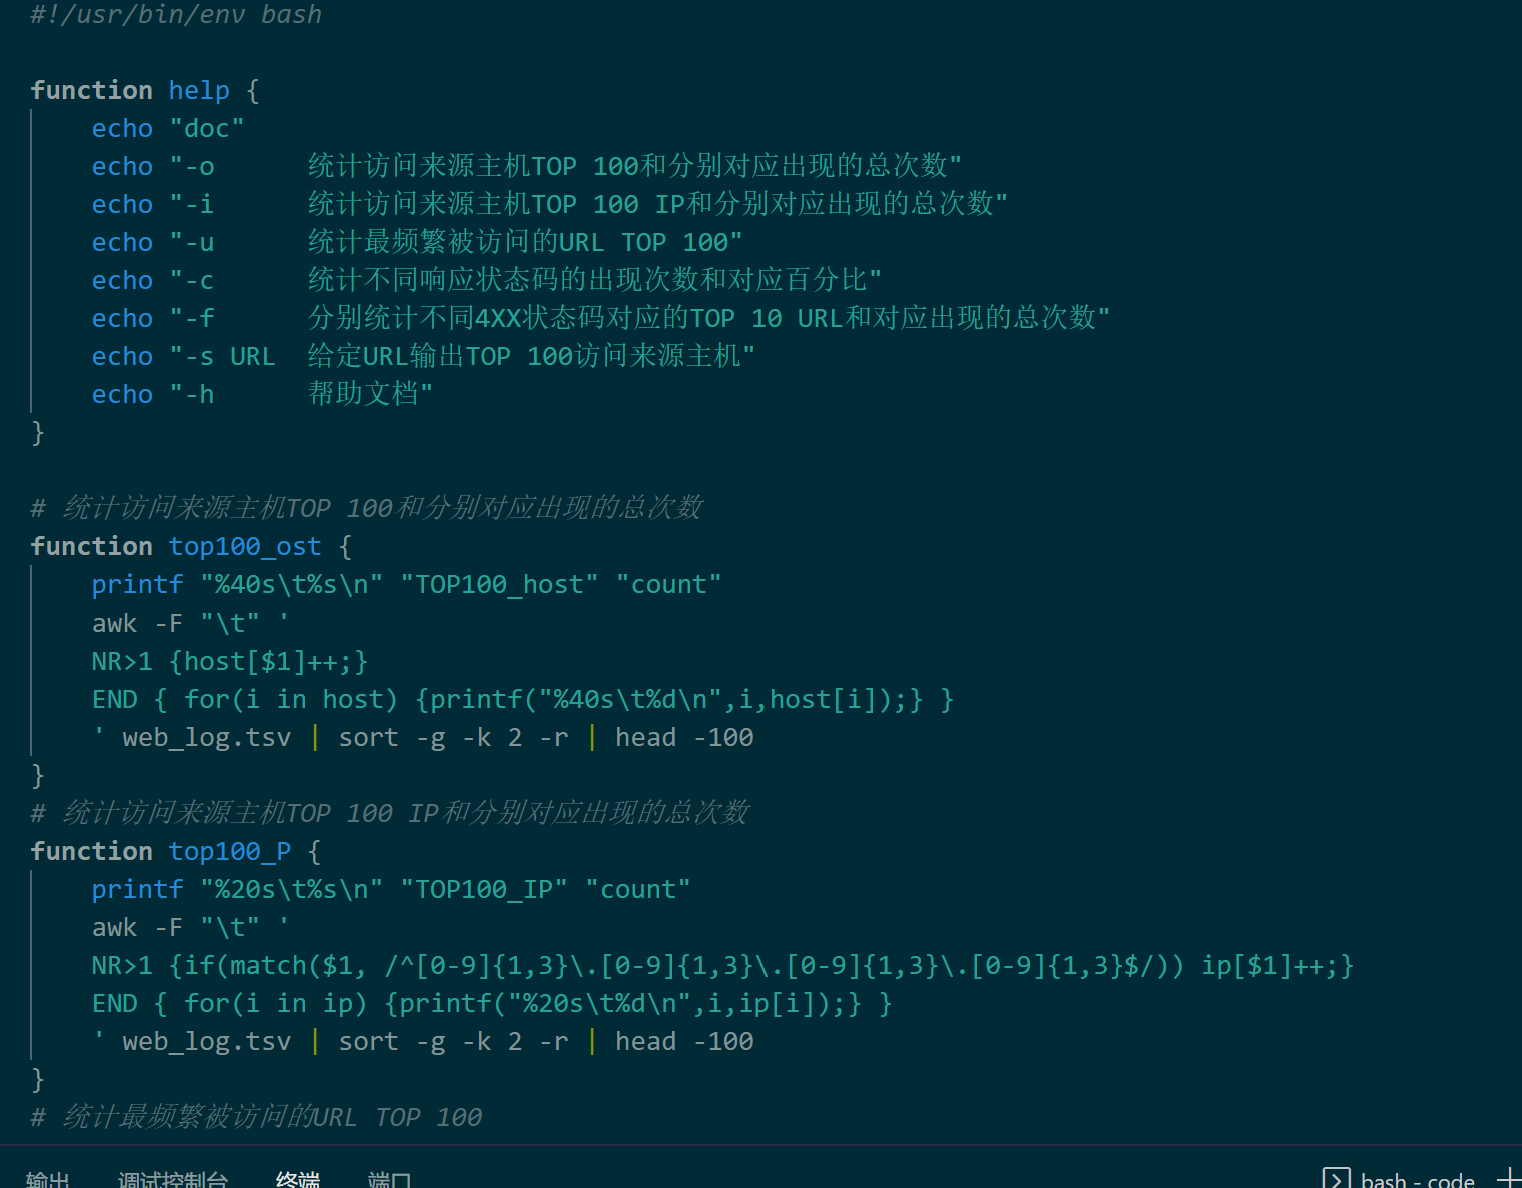 #!/usr/bin/env bash
function help {
    echo "doc"
    echo "-o      统计访问来源主机TOP 100和分别对应出现的总次数"
    echo "-i      统计访问来源主机TOP 100 IP和分别对应出现的总次数"
    echo "-u      统计最频繁被访问的URL TOP 100"
    echo "-c      统计不同响应状态码的出现次数和对应百分比"
    echo "-f      分别统计不同4XX状态码对应的TOP 10 URL和对应出现的总次数"
    echo "-s URL  给定URL输出TOP 100访问来源主机"
    echo "-h      帮助文档"
}
# 统计访问来源主机TOP 100和分别对应出现的总次数
function top100_ost {
    printf "%40s\t%s\n" "TOP100_host" "count"
    awk -F "\t" '
    NR>1 {host[$1]++;}
    END { for(i in host) {printf("%40s\t%d\n",i,host[i]);} }
    ' web_log.tsv | sort -g -k 2 -r | head -100
}
# 统计访问来源主机TOP 100 IP和分别对应出现的总次数
function top100_P {
    printf "%20s\t%s\n" "TOP100_IP" "count"
    awk -F "\t" '
    NR>1 {if(match($1, /^[0-9]{1,3}\.[0-9]{1,3}\.[0-9]{1,3}\.[0-9]{1,3}$/)) ip[$1]++;}
    END { for(i in ip) {printf("%20s\t%d\n",i,ip[i]);} }
    ' web_log.tsv | sort -g -k 2 -r | head -100
}
# 统计最频繁被访问的URL TOP 100
输出 调试控制台 终端 端口 bash - code